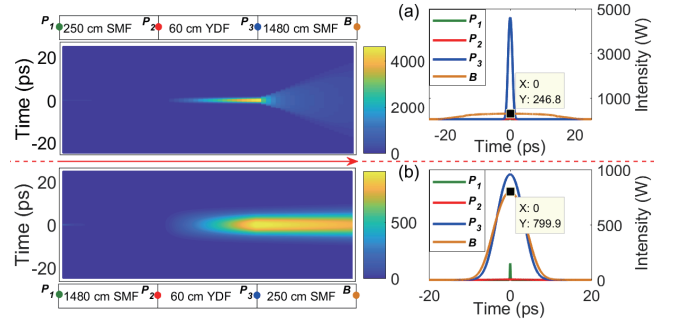 P1 250 cm SMF P2 60 cm YDF P3 1480 cm SMF B
(a)
20
0
-20
Time (ps)
4000
2000
0
P1
P2
P3
B
X: 0
Y: 246.8
5000
3000
1000
Intensity (W)
-20 0 20
Time (ps)
(b)
20
0
-20
Time (ps)
500
0
P1
P2
P3
B
X: 0
Y: 799.9
1000
500
0
Intensity (W)
-20 0 20
Time (ps)
P1 1480 cm SMF P2 60 cm YDF P3 250 cm SMF B